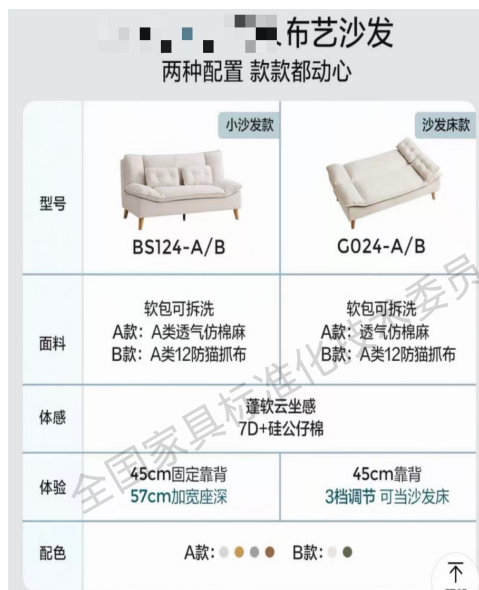 布艺沙发
两种配置 款款都动心
小沙发款
沙发床款
型号
BS124-A/B
G024-A/B
面料
软包可拆洗
A款：A类透气仿棉麻
B款：A类12防猫抓布
软包可拆洗
A款：透气仿棉麻
B款：A类12防猫抓布
体感
蓬软云坐感
7D+硅公仔棉
体验
45cm固定靠背
57cm加宽座深
45cm靠背
3档调节 可当沙发床
配色
A款：
B款：
全国家具标准化技术委员